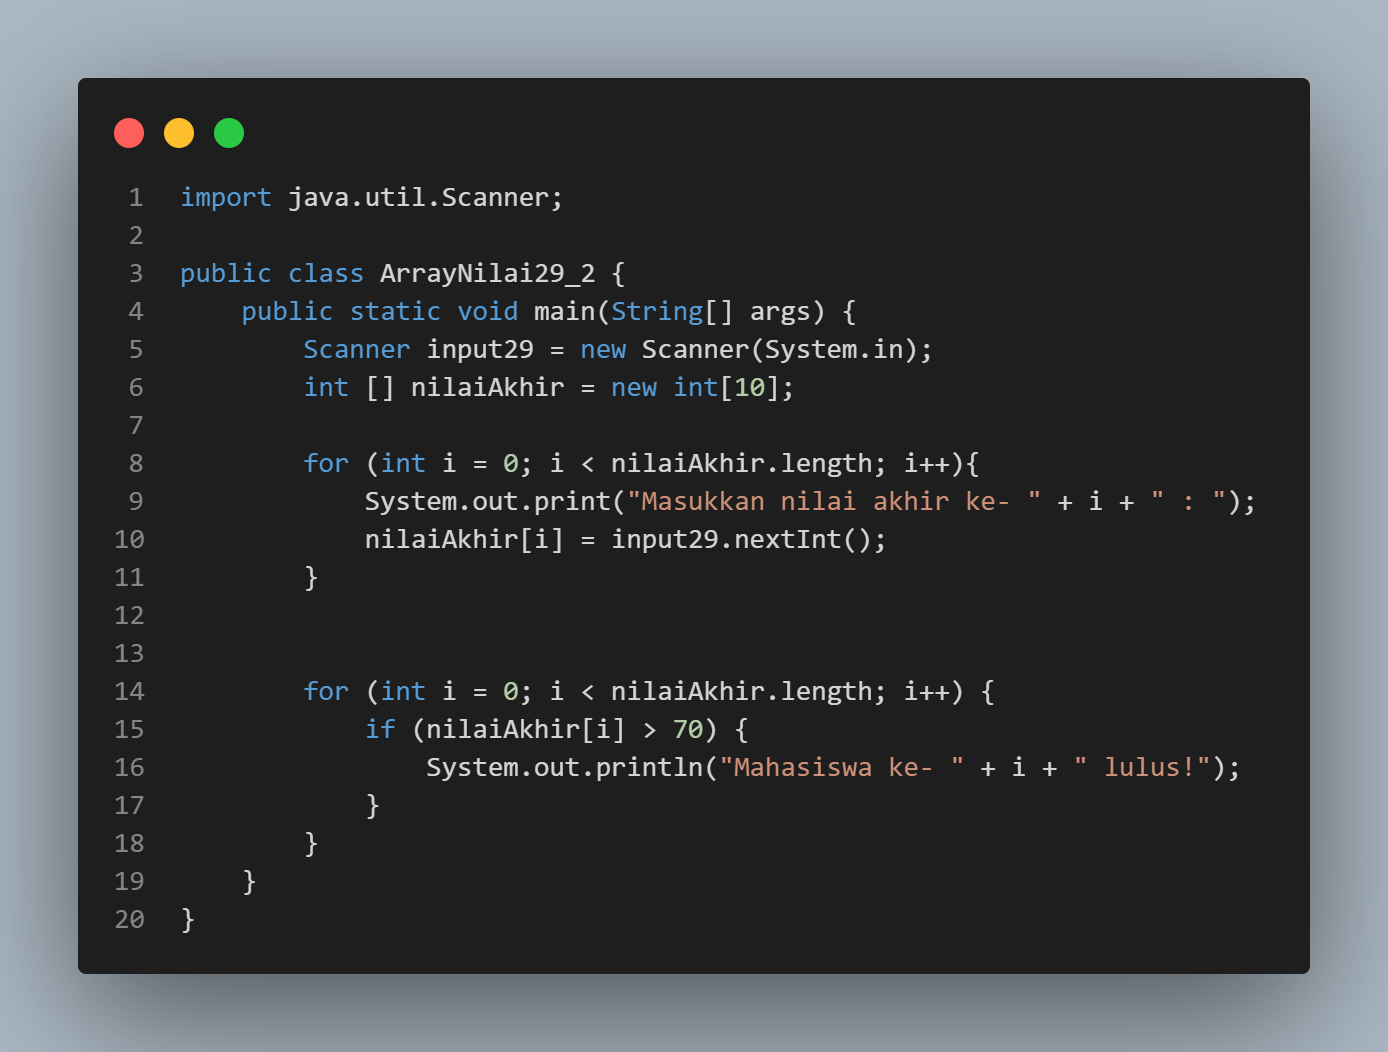 1 import java.util.Scanner;
2
3 public class ArrayNilai29_2 {
4     public static void main(String[] args) {
5         Scanner input29 = new Scanner(System.in);
6         int [] nilaiAkhir = new int[10];
7
8         for (int i = 0; i < nilaiAkhir.length; i++){
9             System.out.print("Masukkan nilai akhir ke- " + i + " : ");
10             nilaiAkhir[i] = input29.nextInt();
11         }
12
13
14         for (int i = 0; i < nilaiAkhir.length; i++) {
15             if (nilaiAkhir[i] > 70) {
16                 System.out.println("Mahasiswa ke- " + i + " lulus!");
17             }
18         }
19     }
20 }